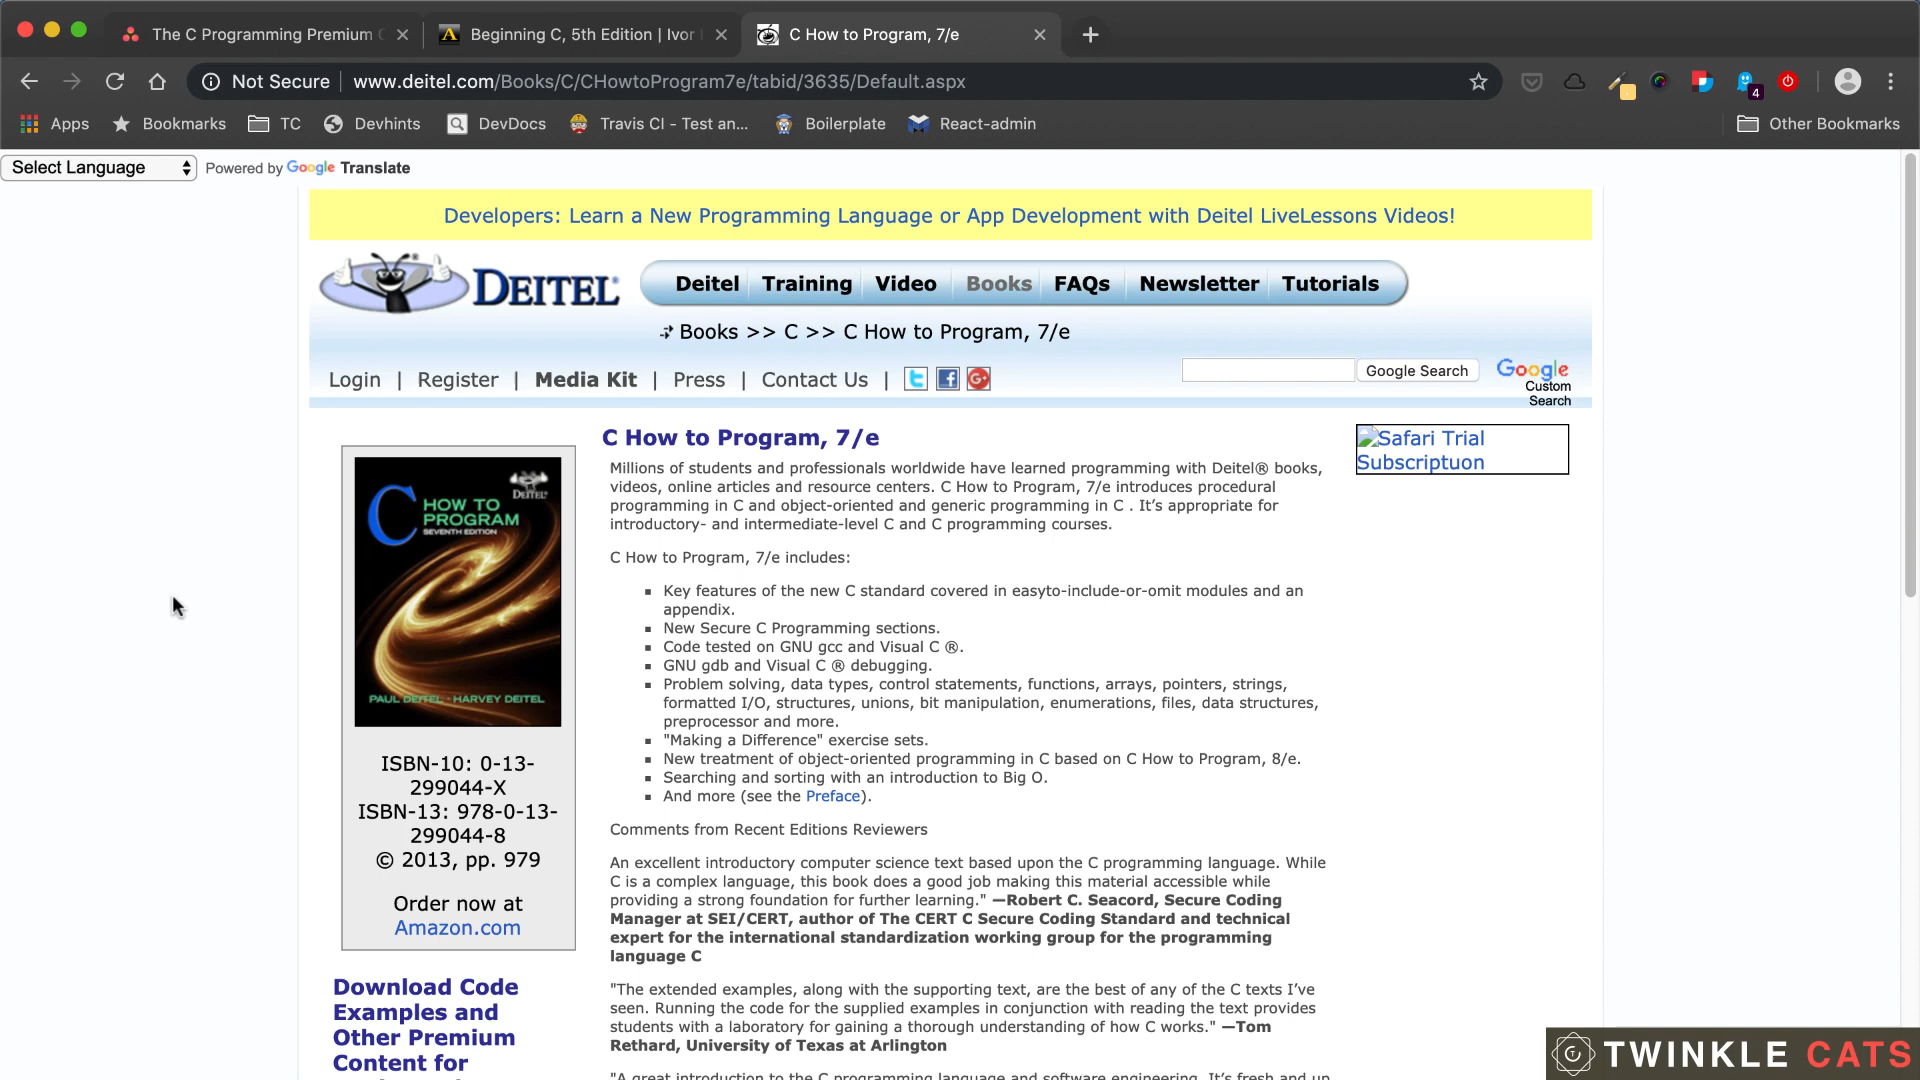 The C Programming Premium
Beginning C, 5th Edition | Ivor
C How to Program, 7/e
Not Secure www.deitel.com/Books/C/CHowtoProgram7e/tabid/3635/Default.aspx
4
Apps Bookmarks TC Devhints DevDocs Travis CI - Test an... Boilerplate React-admin Other Bookmarks
Select Language Powered by Google Translate
Developers: Learn a New Programming Language or App Development with Deitel LiveLessons Videos!
DEITEL® Deitel Training Video Books FAQs Newsletter Tutorials
Books >> C >> C How to Program, 7/e
Login | Register | Media Kit | Press | Contact Us |
Google Search
Google
Custom
Search
DEITEL
C HOW TO
PROGRAM
SEVENTH EDITION
PAUL DEITEL · HARVEY DEITEL
ISBN-10: 0-13-
299044-X
ISBN-13: 978-0-13-
299044-8
© 2013, pp. 979
Order now at
Amazon.com
Download Code
Examples and
Other Premium
Content for
C How to Program, 7/e
Millions of students and professionals worldwide have learned programming with Deitel® books,
videos, online articles and resource centers. C How to Program, 7/e introduces procedural
programming in C and object-oriented and generic programming in C . It’s appropriate for
introductory- and intermediate-level C and C programming courses.
C How to Program, 7/e includes:
Key features of the new C standard covered in easyto-include-or-omit modules and an
appendix.
New Secure C Programming sections.
Code tested on GNU gcc and Visual C ®.
GNU gdb and Visual C ® debugging.
Problem solving, data types, control statements, functions, arrays, pointers, strings,
formatted I/O, structures, unions, bit manipulation, enumerations, files, data structures,
preprocessor and more.
"Making a Difference" exercise sets.
New treatment of object-oriented programming in C based on C How to Program, 8/e.
Searching and sorting with an introduction to Big O.
And more (see the Preface).
Comments from Recent Editions Reviewers
An excellent introductory computer science text based upon the C programming language. While
C is a complex language, this book does a good job making this material accessible while
providing a strong foundation for further learning." —Robert C. Seacord, Secure Coding
Manager at SEI/CERT, author of The CERT C Secure Coding Standard and technical
expert for the international standardization working group for the programming
language C
"The extended examples, along with the supporting text, are the best of any of the C texts I’ve
seen. Running the code for the supplied examples in conjunction with reading the text provides
students with a laboratory for gaining a thorough understanding of how C works." —Tom
Rethard, University of Texas at Arlington
"A great introduction to the C programming language and software engineering. It’s fresh and up
Safari Trial
Subscriptuon
TWINKLE CATS